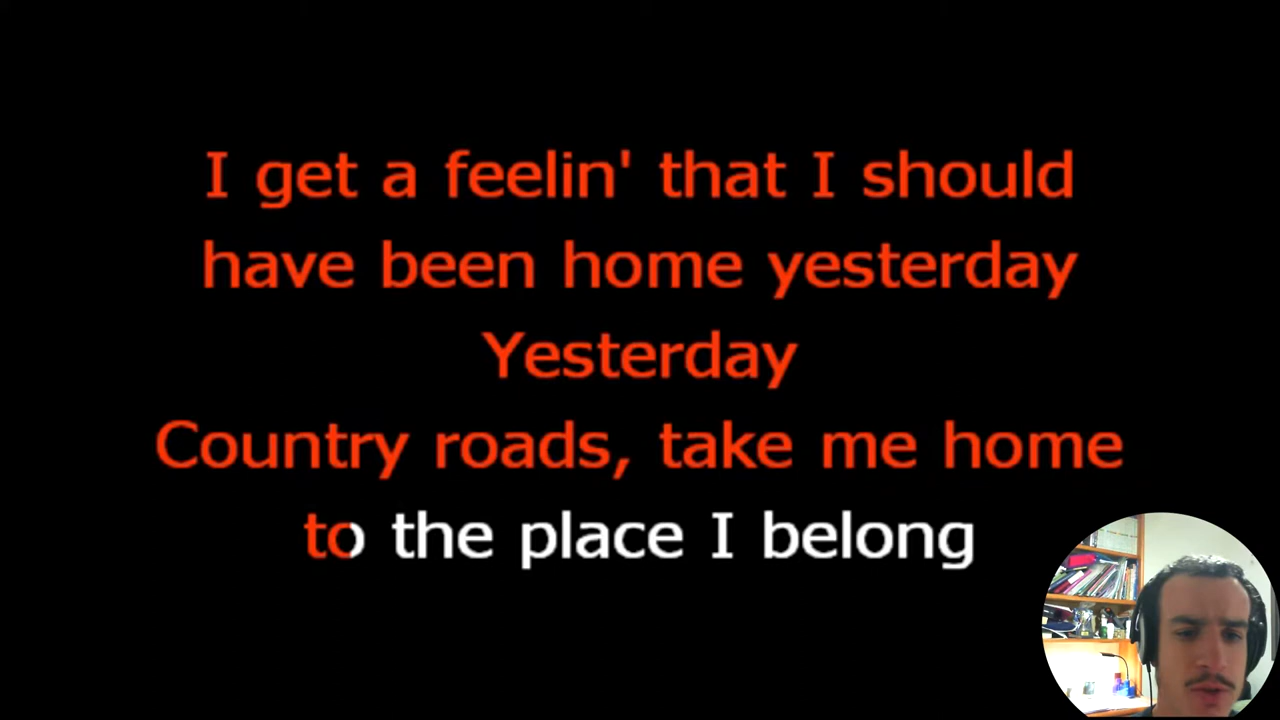 I get a feelin' that I should
have been home yesterday
Yesterday
Country roads, take me home
to the place I belong